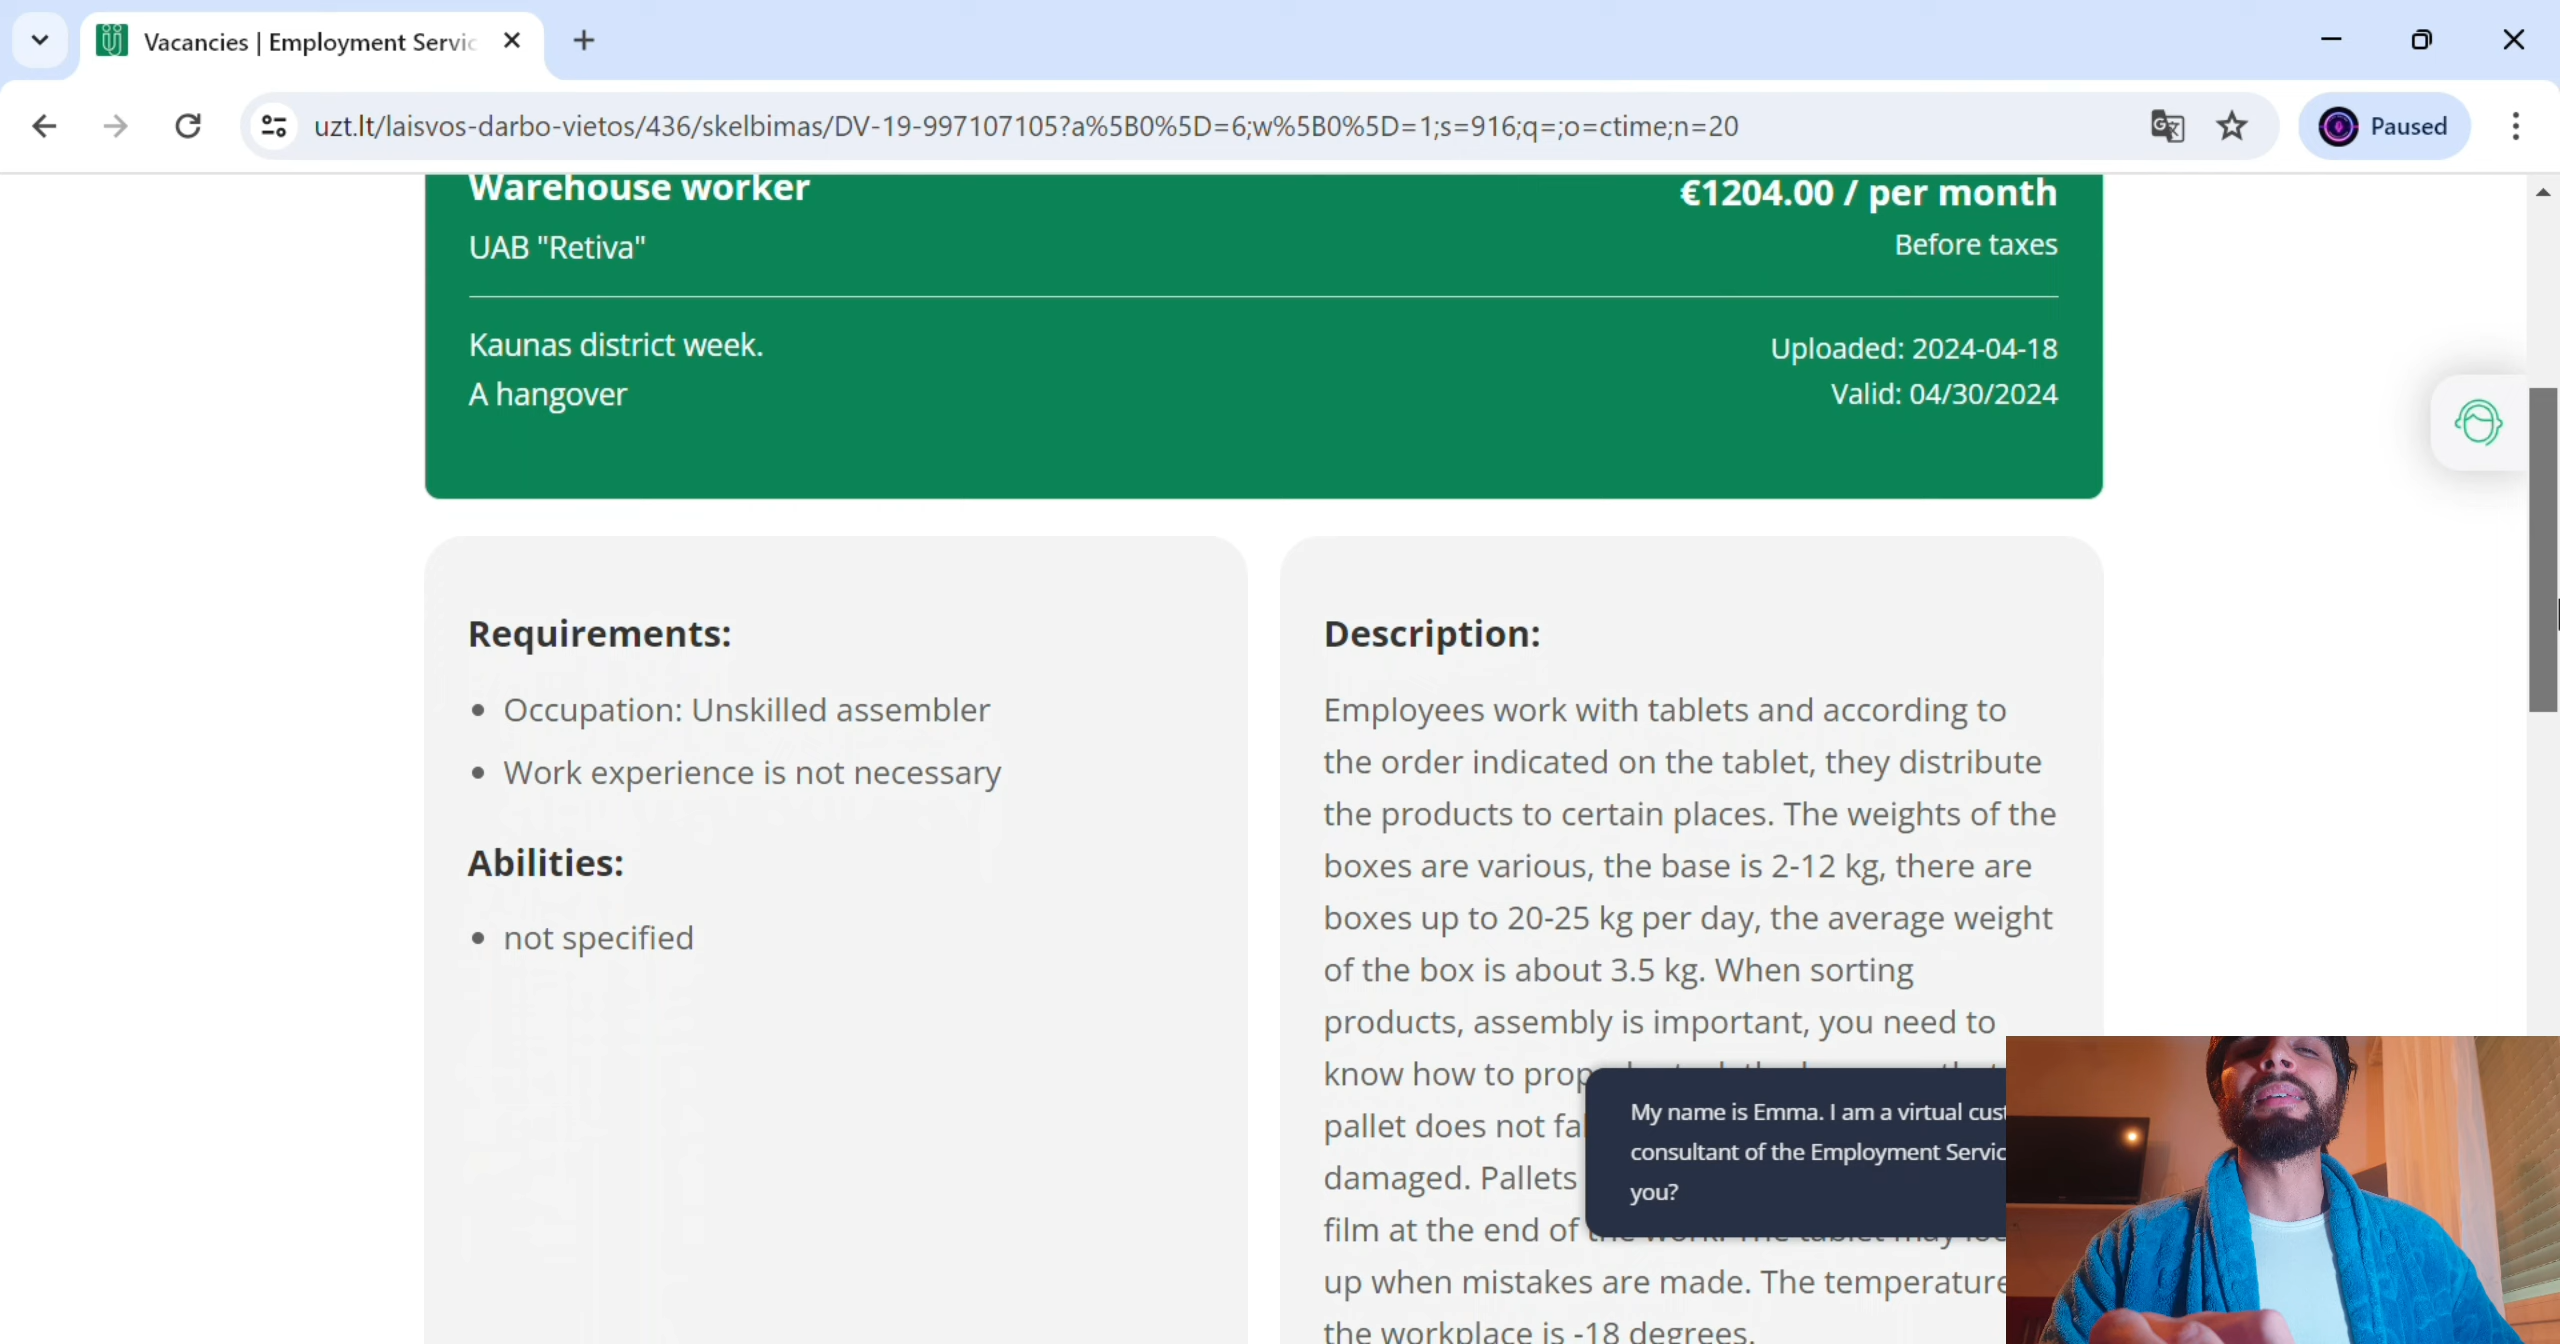 Vacancies | Employment Servic
uzt.lt/laisvos-darbo-vietos/436/skelbimas/DV-19-997107105?a%5B0%5D=6;w%5B0%5D=1;s=916;q=;o=ctime;n=20
Paused
Warehouse worker
€1204.00 / per month
UAB "Retiva"
Before taxes
Kaunas district week.
Uploaded: 2024-04-18
A hangover
Valid: 04/30/2024
Requirements:
Occupation: Unskilled assembler
Work experience is not necessary
Abilities:
not specified
Description:
Employees work with tablets and according to
the order indicated on the tablet, they distribute
the products to certain places. The weights of the
boxes are various, the base is 2-12 kg, there are
boxes up to 20-25 kg per day, the average weight
of the box is about 3.5 kg. When sorting
products, assembly is important, you need to
know how to prop
pallet does not fal
damaged. Pallets
film at the end of
up when mistakes are made. The temperature
the workplace is -18 degrees.
My name is Emma. I am a virtual cust
consultant of the Employment Servic
you?